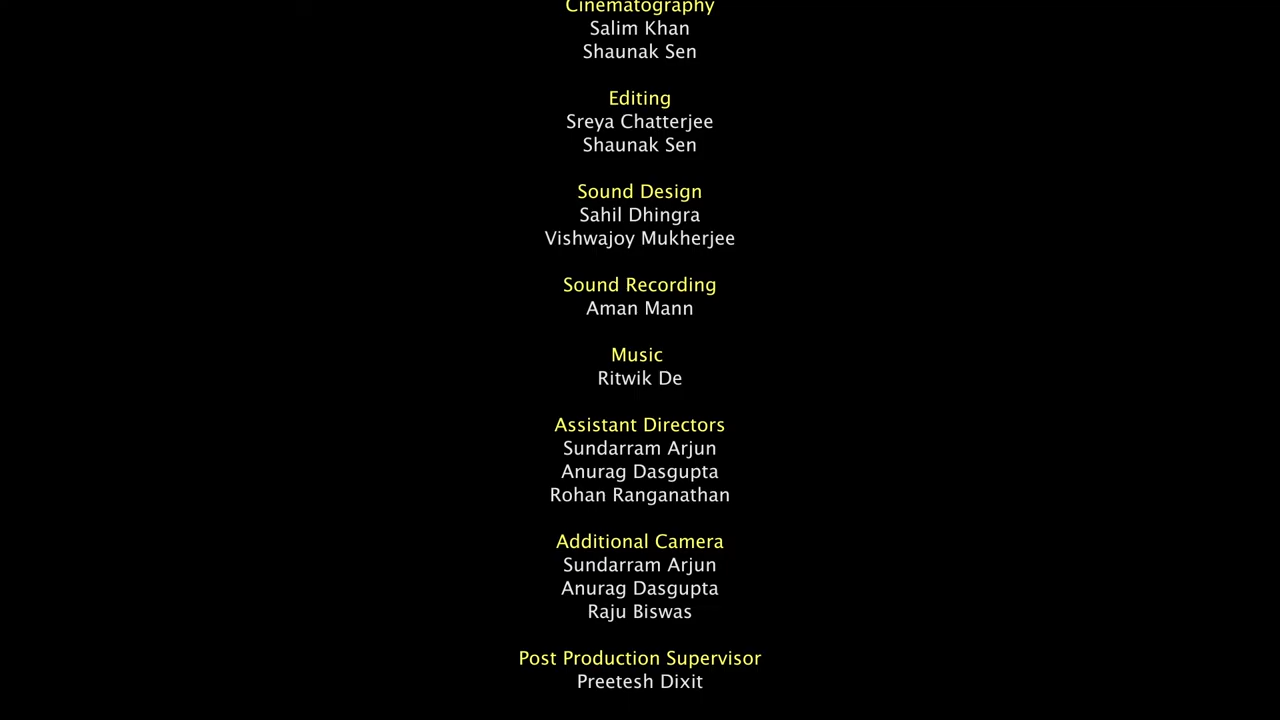 Cinematography
Salim Khan
Shaunak Sen
Editing
Sreya Chatterjee
Shaunak Sen
Sound Design
Sahil Dhingra
Vishwajoy Mukherjee
Sound Recording
Aman Mann
Music
Ritwik De
Assistant Directors
Sundarram Arjun
Anurag Dasgupta
Rohan Ranganathan
Additional Camera
Sundarram Arjun
Anurag Dasgupta
Raju Biswas
Post Production Supervisor
Preetesh Dixit